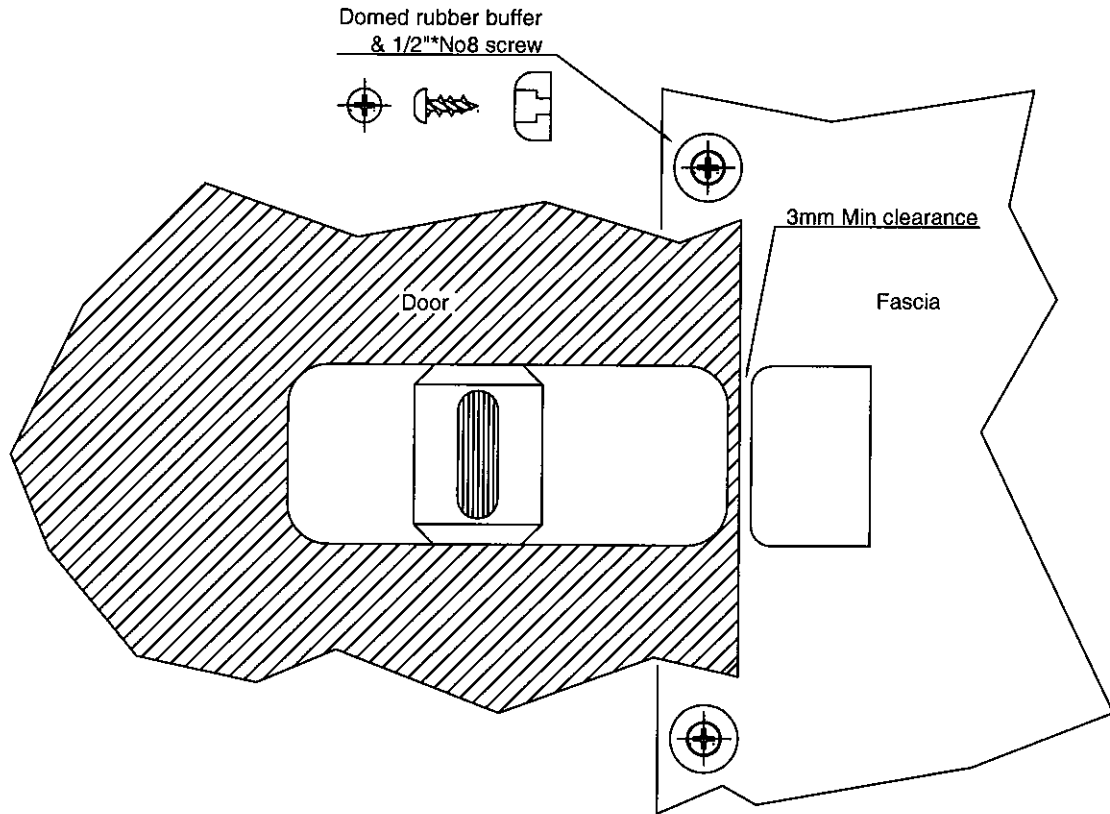 Domed rubber buffer
& 1/2"*No8 screw
3mm Min clearance
Door
Fascia